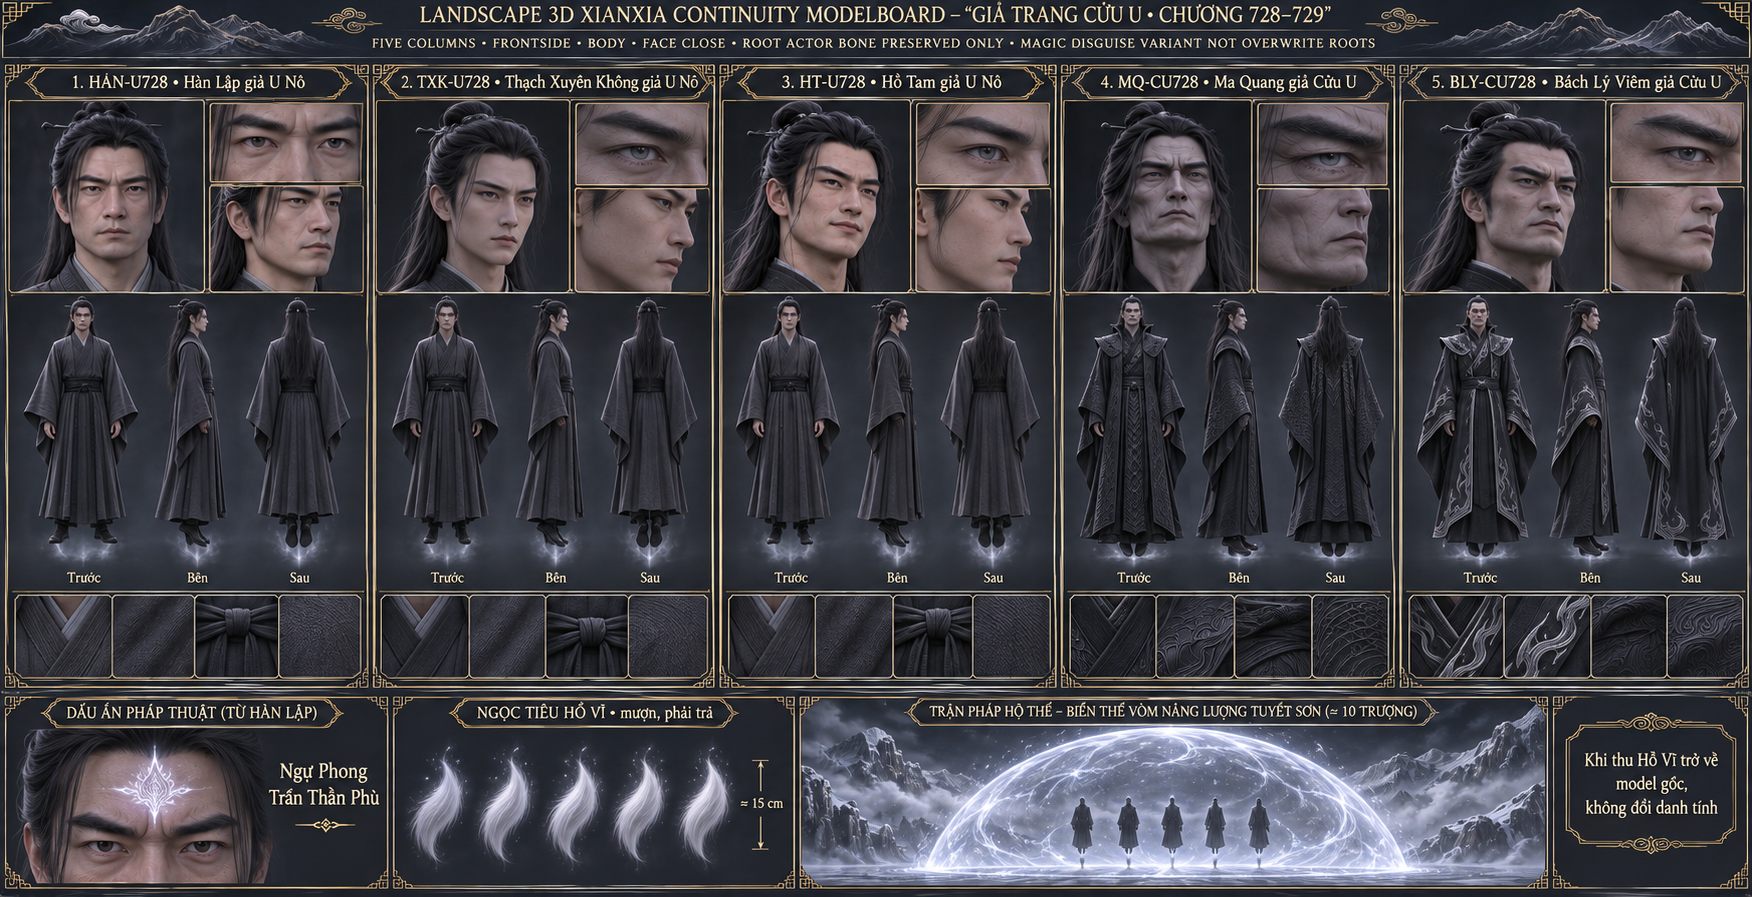 LANDSCAPE 3D XIANXIA CONTINUITY MODELBOARD – “GIẢ TRANG CỬU U • CHƯƠNG 728–729”
FIVE COLUMNS • FRONTSIDE • BODY • FACE CLOSE • ROOT ACTOR BONE PRESERVED ONLY • MAGIC DISGUISE VARIANT NOT OVERWRITE ROOTS
1. HÀN-U728 • Hàn Lập giả U Nô
2. TXK-U728 • Thạch Xuyên Không giả U Nô
3. HT-U728 • Hồ Tam giả U Nô
4. MQ-CU728 • Ma Quang giả Cửu U
5. BLY-CU728 • Bách Lý Viêm giả Cửu U
Trước
Bên
Sau
Trước
Bên
Sau
Trước
Bên
Sau
Trước
Bên
Sau
Trước
Bên
Sau
DẤU ẤN PHÁP THUẬT (TỪ HÀN LẬP)
Ngự Phong
Trấn Thần Phù
NGỌC TIÊU HỒ VĨ • mượn, phải trả
≈ 15 cm
TRẬN PHÁP HỘ THỂ – BIẾN THỂ VÒM NĂNG LƯỢNG TUYẾT SƠN (≈ 10 TRƯỢNG)
Khi thu Hồ Vĩ trở về
model gốc,
không đổi danh tính